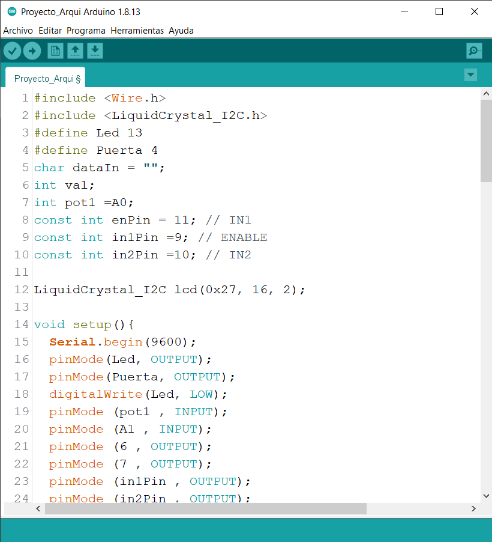 Proyecto_Arqui Arduino 1.8.13
Archivo Editar Programa Herramientas Ayuda
Proyecto_Arqui §
1 #include <Wire.h>
2 #include <LiquidCrystal_I2C.h>
3 #define Led 13
4 #define Puerta 4
5 char dataIn = "";
6 int val;
7 int pot1 =A0;
8 const int enPin = 11; // IN1
9 const int in1Pin =9; // ENABLE
10 const int in2Pin =10; // IN2
11
12 LiquidCrystal_I2C lcd(0x27, 16, 2);
13
14 void setup(){
15 Serial.begin(9600);
16 pinMode(Led, OUTPUT);
17 pinMode(Puerta, OUTPUT);
18 digitalWrite(Led, LOW);
19 pinMode (pot1 , INPUT);
20 pinMode (A1 , INPUT);
21 pinMode (6 , OUTPUT);
22 pinMode (7 , OUTPUT);
23 pinMode (in1Pin , OUTPUT);
24 pinMode (in2Pin , OUTPUT);